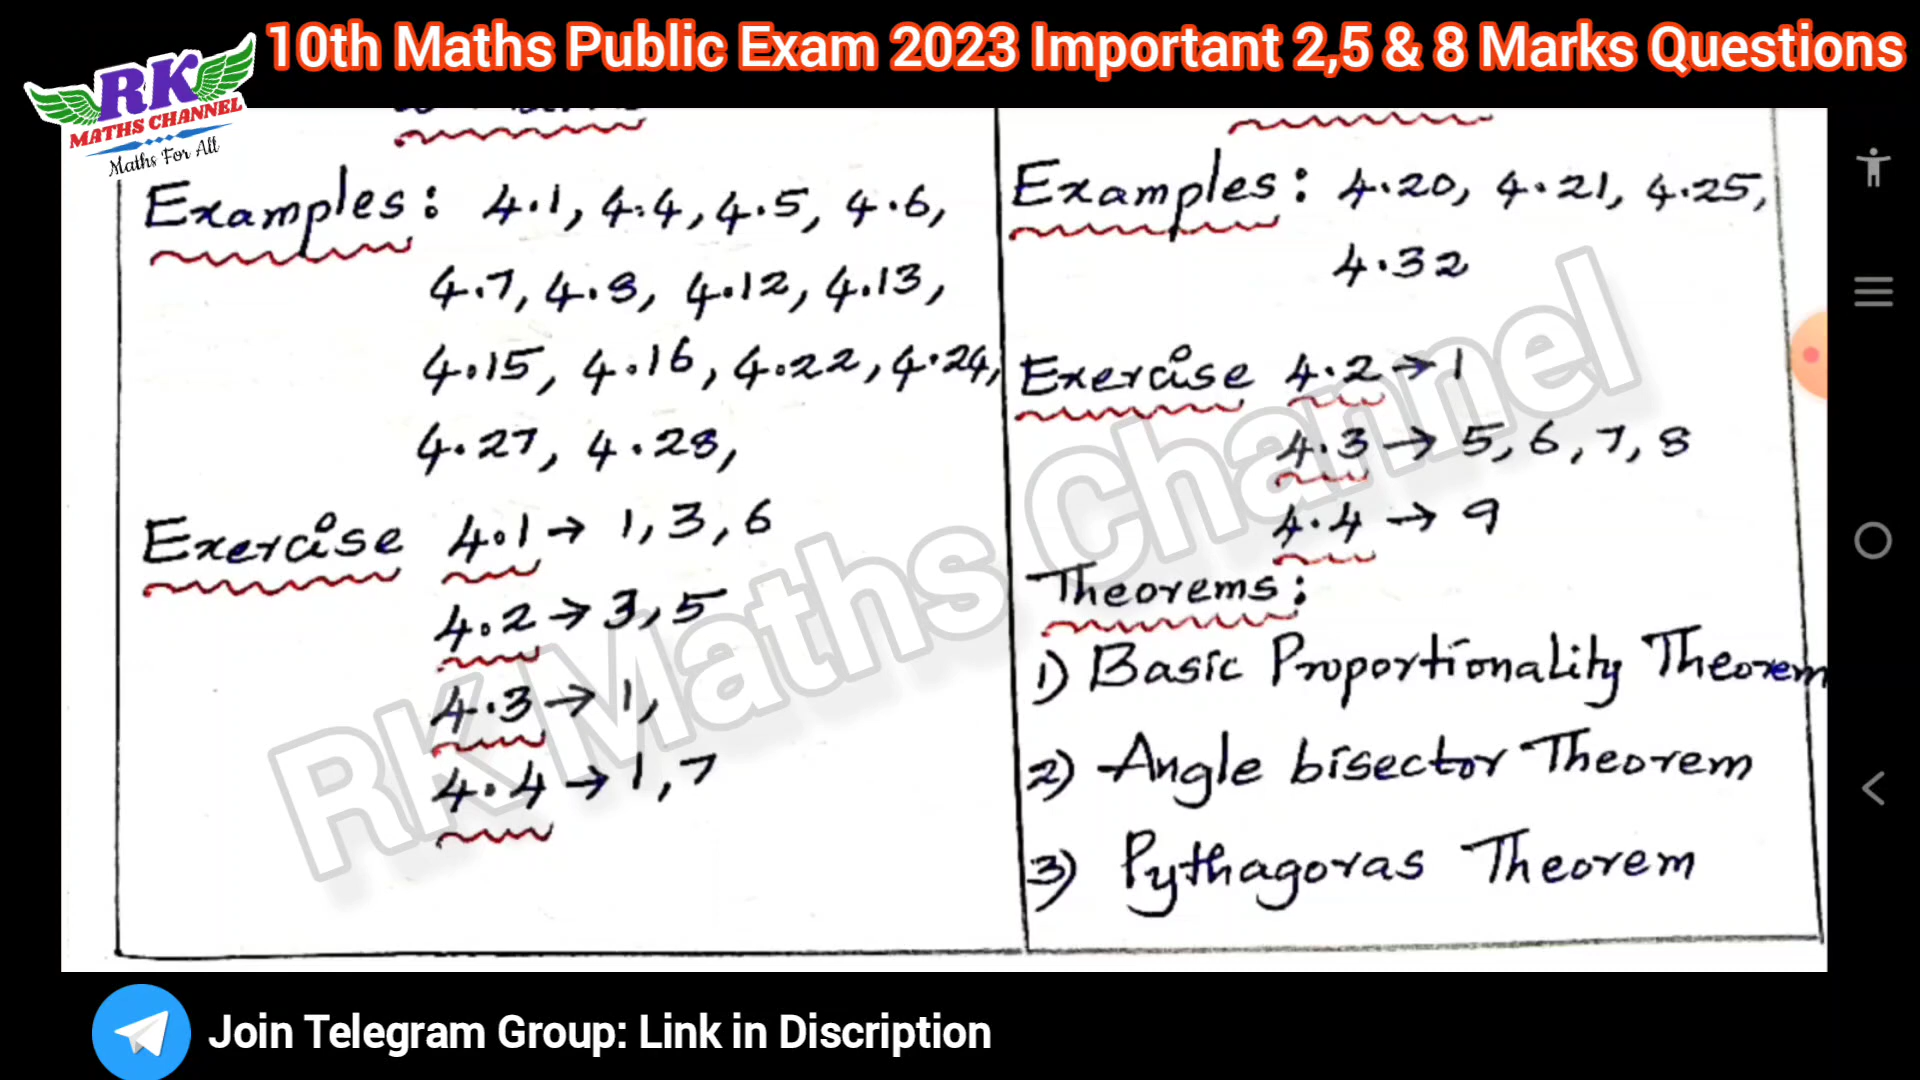 10th Maths Public Exam 2023 Important 2,5 & 8 Marks Questions
RK
MATHS CHANNEL
Maths For All
Examples: 4.1, 4.4, 4.5, 4.6,
4.7, 4.8, 4.12, 4.13,
4.15, 4.16, 4.22, 4.24,
4.27, 4.28,
Exercise 4.1 → 1, 3, 6
4.2 → 3, 5
4.3 → 1,
4.4 → 1, 7
Examples: 4.20, 4.21, 4.25,
4.32
Exercise 4.2 → 1
4.3 → 5, 6, 7, 8
4.4 → 9
Theorems:
1) Basic Proportionality Theorem
2) Angle bisector Theorem
3) Pythagoras Theorem
RK Maths Channel
Join Telegram Group: Link in Discription